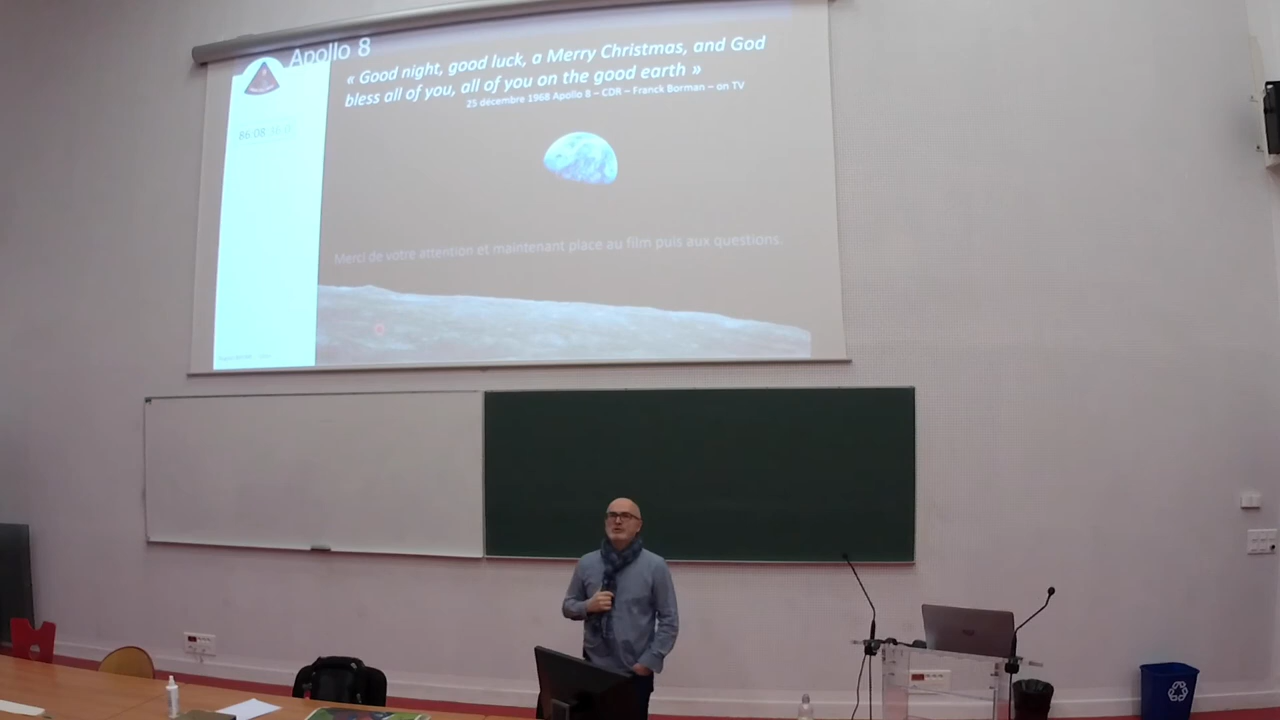 Apollo 8
« Good night, good luck, a Merry Christmas, and God
bless all of you, all of you on the good earth »
25 décembre 1968 Apollo 8 – CDR – Franck Borman – on TV
86:08
Merci de votre attention et maintenant place au film puis aux questions.